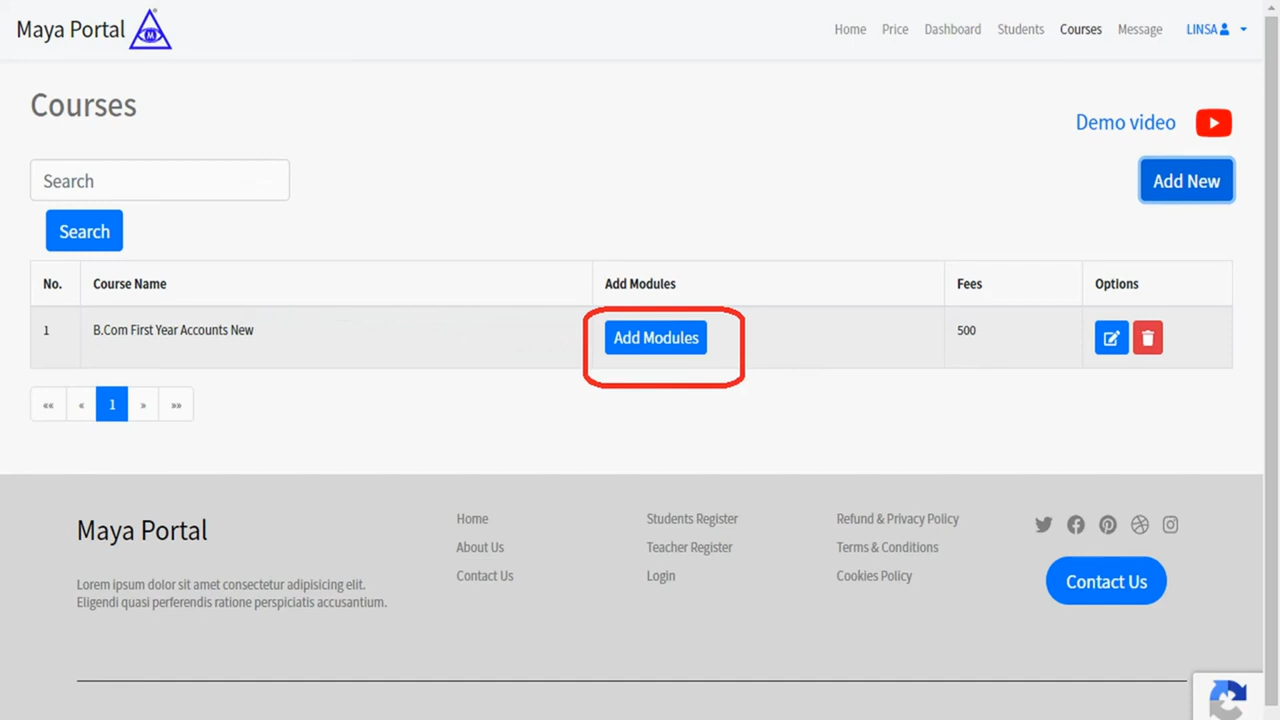 Maya Portal M
Home Price Dashboard Students Courses Message LINSA
Courses
Demo video
Search
Add New
Search
No. Course Name Add Modules Fees Options
1 B.Com First Year Accounts New Add Modules 500
«« « 1 » »»
Maya Portal
Lorem ipsum dolor sit amet consectetur adipisicing elit.
Eligendi quasi perferendis ratione perspiciatis accusantium.
Home
About Us
Contact Us
Students Register
Teacher Register
Login
Refund & Privacy Policy
Terms & Conditions
Cookies Policy
Contact Us